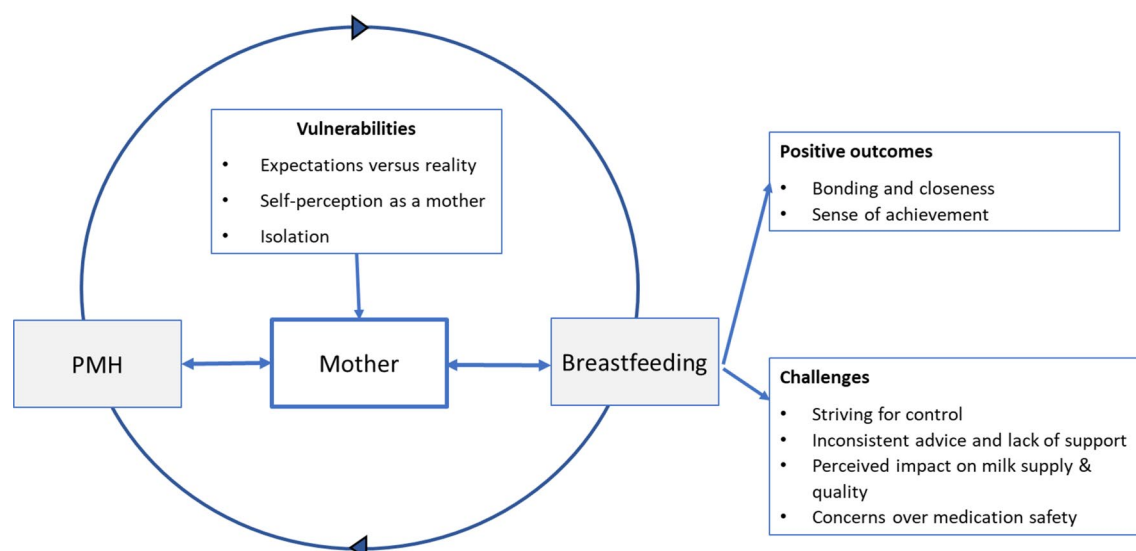 Vulnerabilities
• Expectations versus reality
• Self-perception as a mother
• Isolation
PMH
Mother
Breastfeeding
Positive outcomes
• Bonding and closeness
• Sense of achievement
Challenges
• Striving for control
• Inconsistent advice and lack of support
• Perceived impact on milk supply &
quality
• Concerns over medication safety